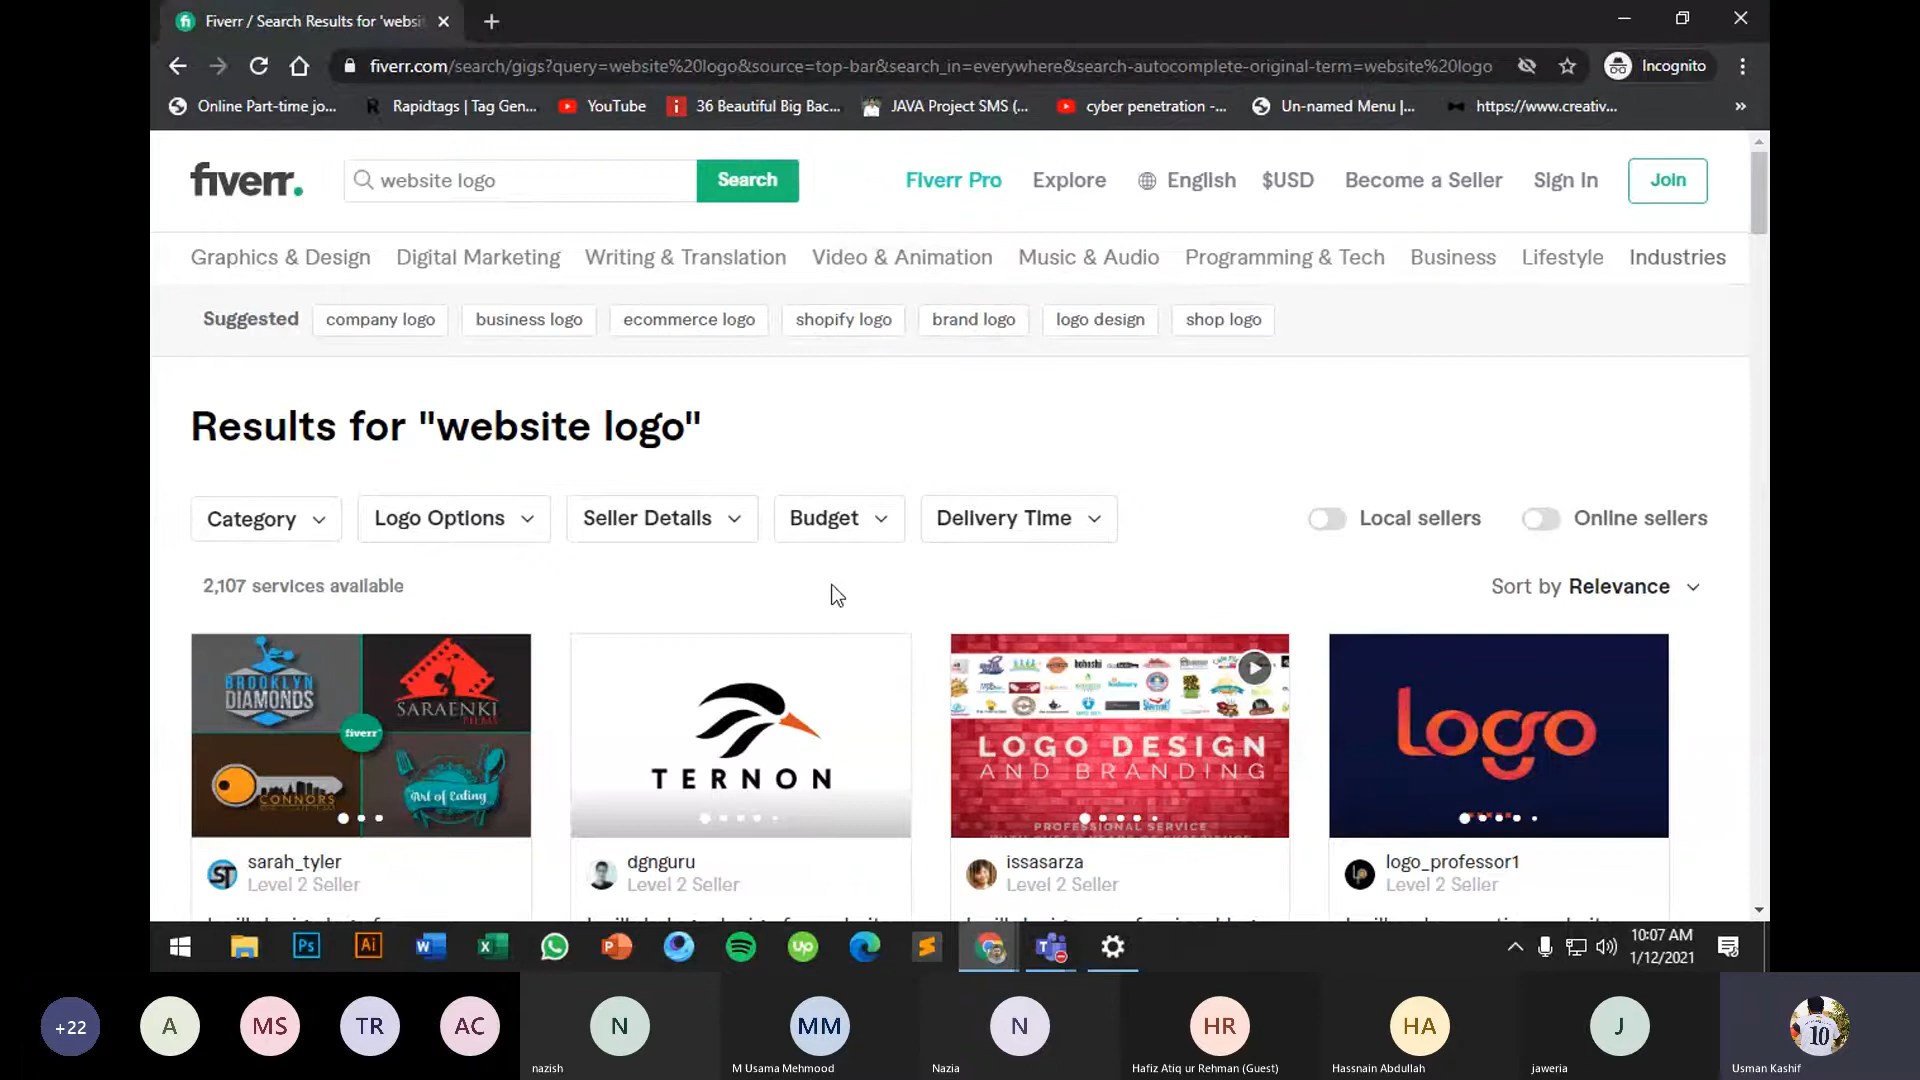 Fiverr / Search Results for 'websi
fiverr.com/search/gigs?query=website%20logo&source=top-bar&search_in=everywhere&search-autocomplete-original-term=website%20logo
Incognito
Online Part-time jo...
Rapidtags | Tag Gen...
YouTube
36 Beautiful Big Bac...
JAVA Project SMS (...
cyber penetration -...
Un-named Menu |...
https://www.creativ...
fiverr.
website logo
Search
Fiverr Pro
Explore
English
$USD
Become a Seller
Sign In
Join
Graphics & Design
Digital Marketing
Writing & Translation
Video & Animation
Music & Audio
Programming & Tech
Business
Lifestyle
Industries
Suggested
company logo
business logo
ecommerce logo
shopify logo
brand logo
logo design
shop logo
Results for "website logo"
Category
Logo Options
Seller Details
Budget
Delivery Time
Local sellers
Online sellers
2,107 services available
Sort by Relevance
BROOKLYN
DIAMONDS
SARAENKI
FILMS
fiverr
CONNORS
Art of Eating
TERNON
LOGO DESIGN
AND BRANDING
PROFESSIONAL SERVICE
Logo
sarah_tyler
Level 2 Seller
dgnguru
Level 2 Seller
issasarza
Level 2 Seller
logo_professor1
Level 2 Seller
10:07 AM
1/12/2021
+22
A
MS
TR
AC
N
nazish
MM
M Usama Mehmood
N
Nazia
HR
Hafiz Atiq ur Rehman (Guest)
HA
Hassnain Abdullah
J
jaweria
10
Usman Kashif